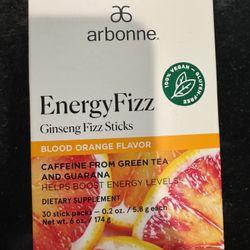 arbonne.
100% VEGAN – GLUTEN-FREE
EnergyFizz
Ginseng Fizz Sticks
BLOOD ORANGE FLAVOR
CAFFEINE FROM GREEN TEA
AND GUARANA
HELPS BOOST ENERGY LEVELS
DIETARY SUPPLEMENT
30 stick packs – 0.2 oz. / 5.8 g each
Net wt. 6 oz. / 174 g